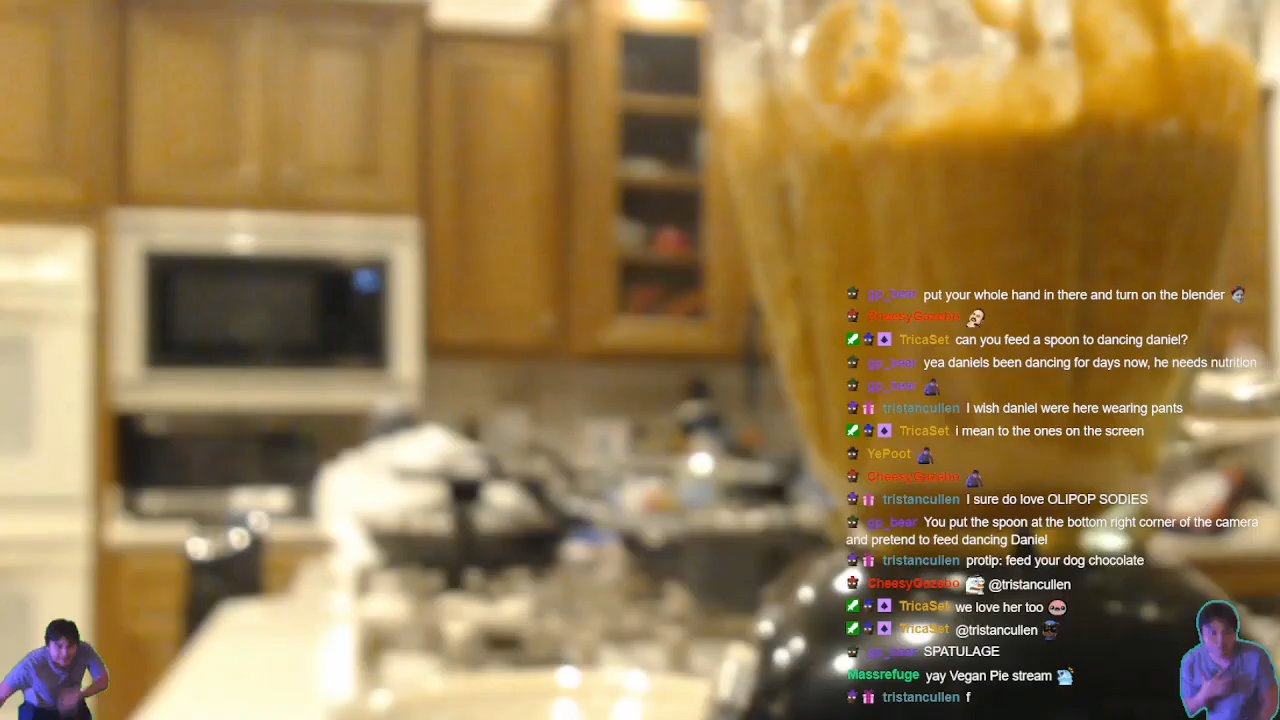 gp_bear put your whole hand in there and turn on the blender
CheesyGazebo
TricaSet can you feed a spoon to dancing daniel?
gp_bear yea daniels been dancing for days now, he needs nutrition
gp_bear
tristancullen I wish daniel were here wearing pants
TricaSet i mean to the ones on the screen
YePoot
CheesyGazebo
tristancullen I sure do love OLIPOP SODIES
gp_bear You put the spoon at the bottom right corner of the camera
and pretend to feed dancing Daniel
tristancullen protip: feed your dog chocolate
CheesyGazebo @tristancullen
TricaSet we love her too
TricaSet @tristancullen
gp_bear SPATULAGE
Massrefuge yay Vegan Pie stream
tristancullen f